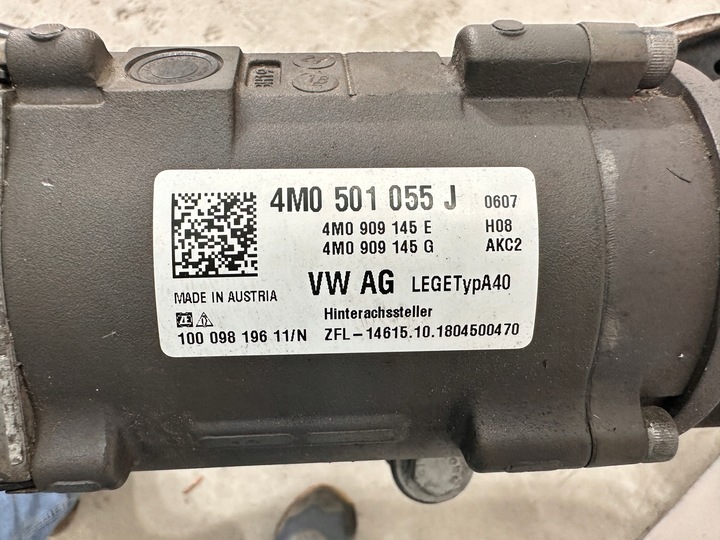 4M0 501 055 J 0607
4M0 909 145 E H08
4M0 909 145 G AKC2
VW AG LEGETypA40
MADE IN AUSTRIA
Hinterachssteller
ZF
100 098 196 11/N ZFL-14615.10.1804500470